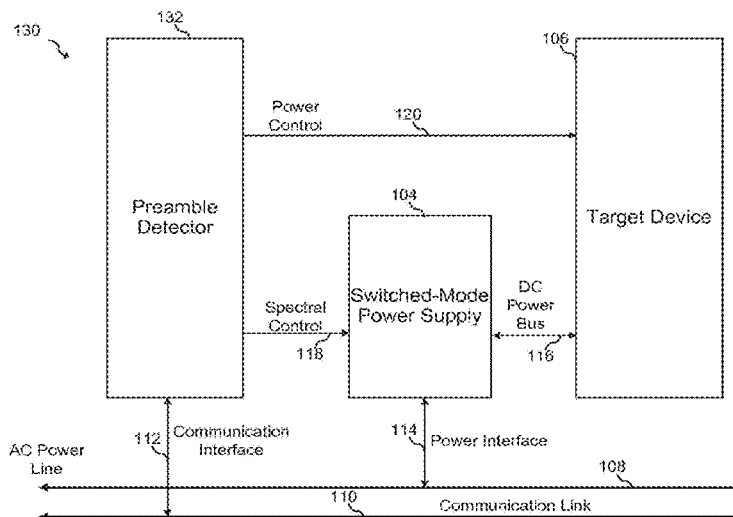 130
132
106
Power
Control
120
Preamble
Detector
104
Target Device
Switched-Mode
Power Supply
DC
Power
Bus
Spectral
Control
118
116
112
Communication
Interface
114
Power Interface
AC Power
Line
108
110
Communication Link